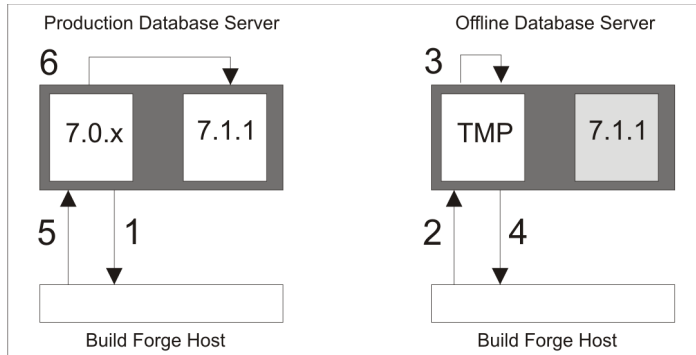 Production Database Server
Offline Database Server
6
3
7.0.x
7.1.1
TMP
7.1.1
5
1
2
4
Build Forge Host
Build Forge Host